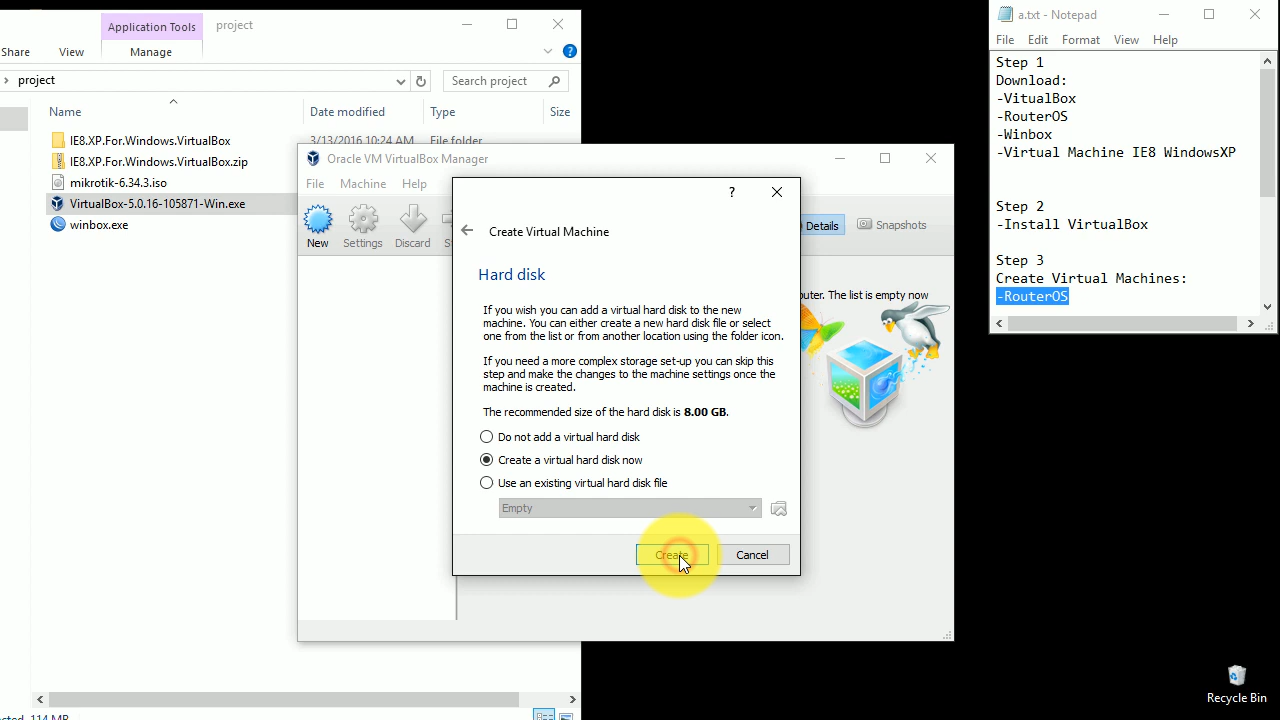 Application Tools
project
Share
View
Manage
project
Search project
Name
Date modified
Type
Size
IE8.XP.For.Windows.VirtualBox
3/13/2016 10:24 AM
File folder
IE8.XP.For.Windows.VirtualBox.zip
mikrotik-6.34.3.iso
VirtualBox-5.0.16-105871-Win.exe
winbox.exe
114 MB
Oracle VM VirtualBox Manager
File
Machine
Help
New
Settings
Discard
Details
Snapshots
The list is empty now
?
Create Virtual Machine
Hard disk
If you wish you can add a virtual hard disk to the new
machine. You can either create a new hard disk file or select
one from the list or from another location using the folder icon.
If you need a more complex storage set-up you can skip this
step and make the changes to the machine settings once the
machine is created.
The recommended size of the hard disk is 8.00 GB.
Do not add a virtual hard disk
Create a virtual hard disk now
Use an existing virtual hard disk file
Empty
Create
Cancel
a.txt - Notepad
File
Edit
Format
View
Help
Step 1
Download:
-VitualBox
-RouterOS
-Winbox
-Virtual Machine IE8 WindowsXP
Step 2
-Install VirtualBox
Step 3
Create Virtual Machines:
-RouterOS
Recycle Bin